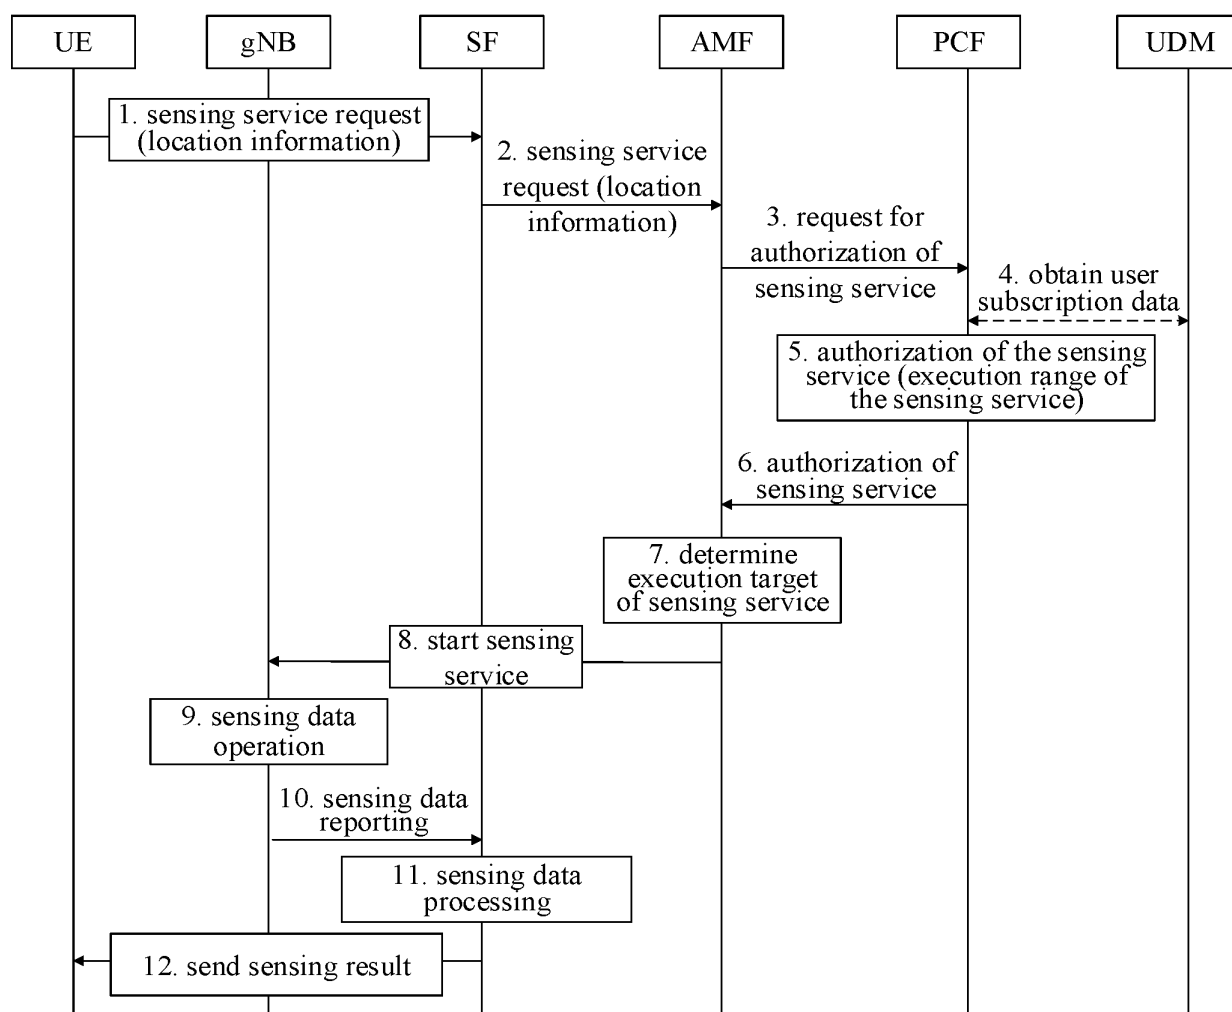 UE
gNB
SF
AMF
PCF
UDM
1. sensing service request
(location information)
2. sensing service
request (location
information)
3. request for
authorization of
sensing service
4. obtain user
subscription data
5. authorization of the sensing
service (execution range of
the sensing service)
6. authorization of
sensing service
7. determine
execution target
of sensing service
8. start sensing
service
9. sensing data
operation
10. sensing data
reporting
11. sensing data
processing
12. send sensing result